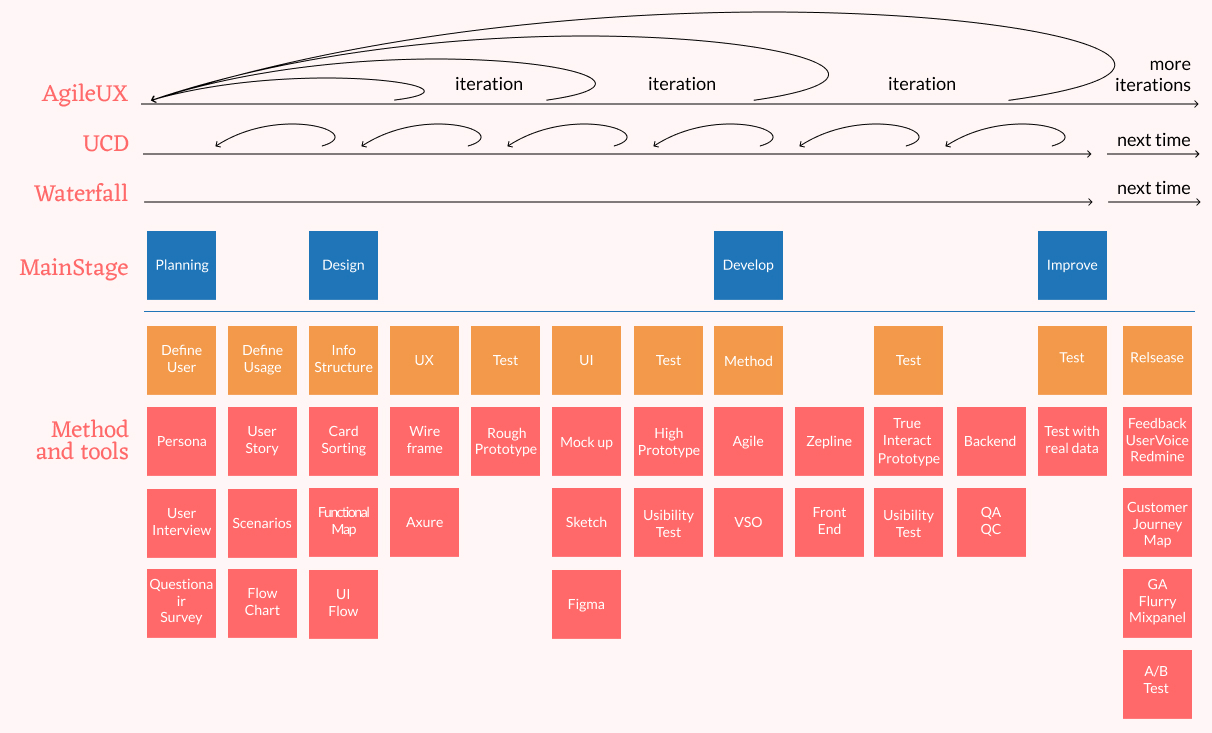 AgileUX
iteration
iteration
iteration
more
iterations
UCD
next time
Waterfall
next time
MainStage
Planning
Design
Develop
Improve
Define
User
Define
Usage
Info
Structure
UX
Test
UI
Test
Method
Test
Test
Relsease
Method
and tools
Persona
User
Story
Card
Sorting
Wire
frame
Rough
Prototype
Mock up
High
Prototype
Agile
Zepline
True
Interact
Prototype
Backend
Test with
real data
Feedback
UserVoice
Redmine
User
Interview
Scenarios
Functional
Map
Axure
Sketch
Usibility
Test
VSO
Front
End
Usibility
Test
QA
QC
Customer
Journey
Map
Questiona
ir
Survey
Flow
Chart
UI
Flow
Figma
GA
Flurry
Mixpanel
A/B
Test